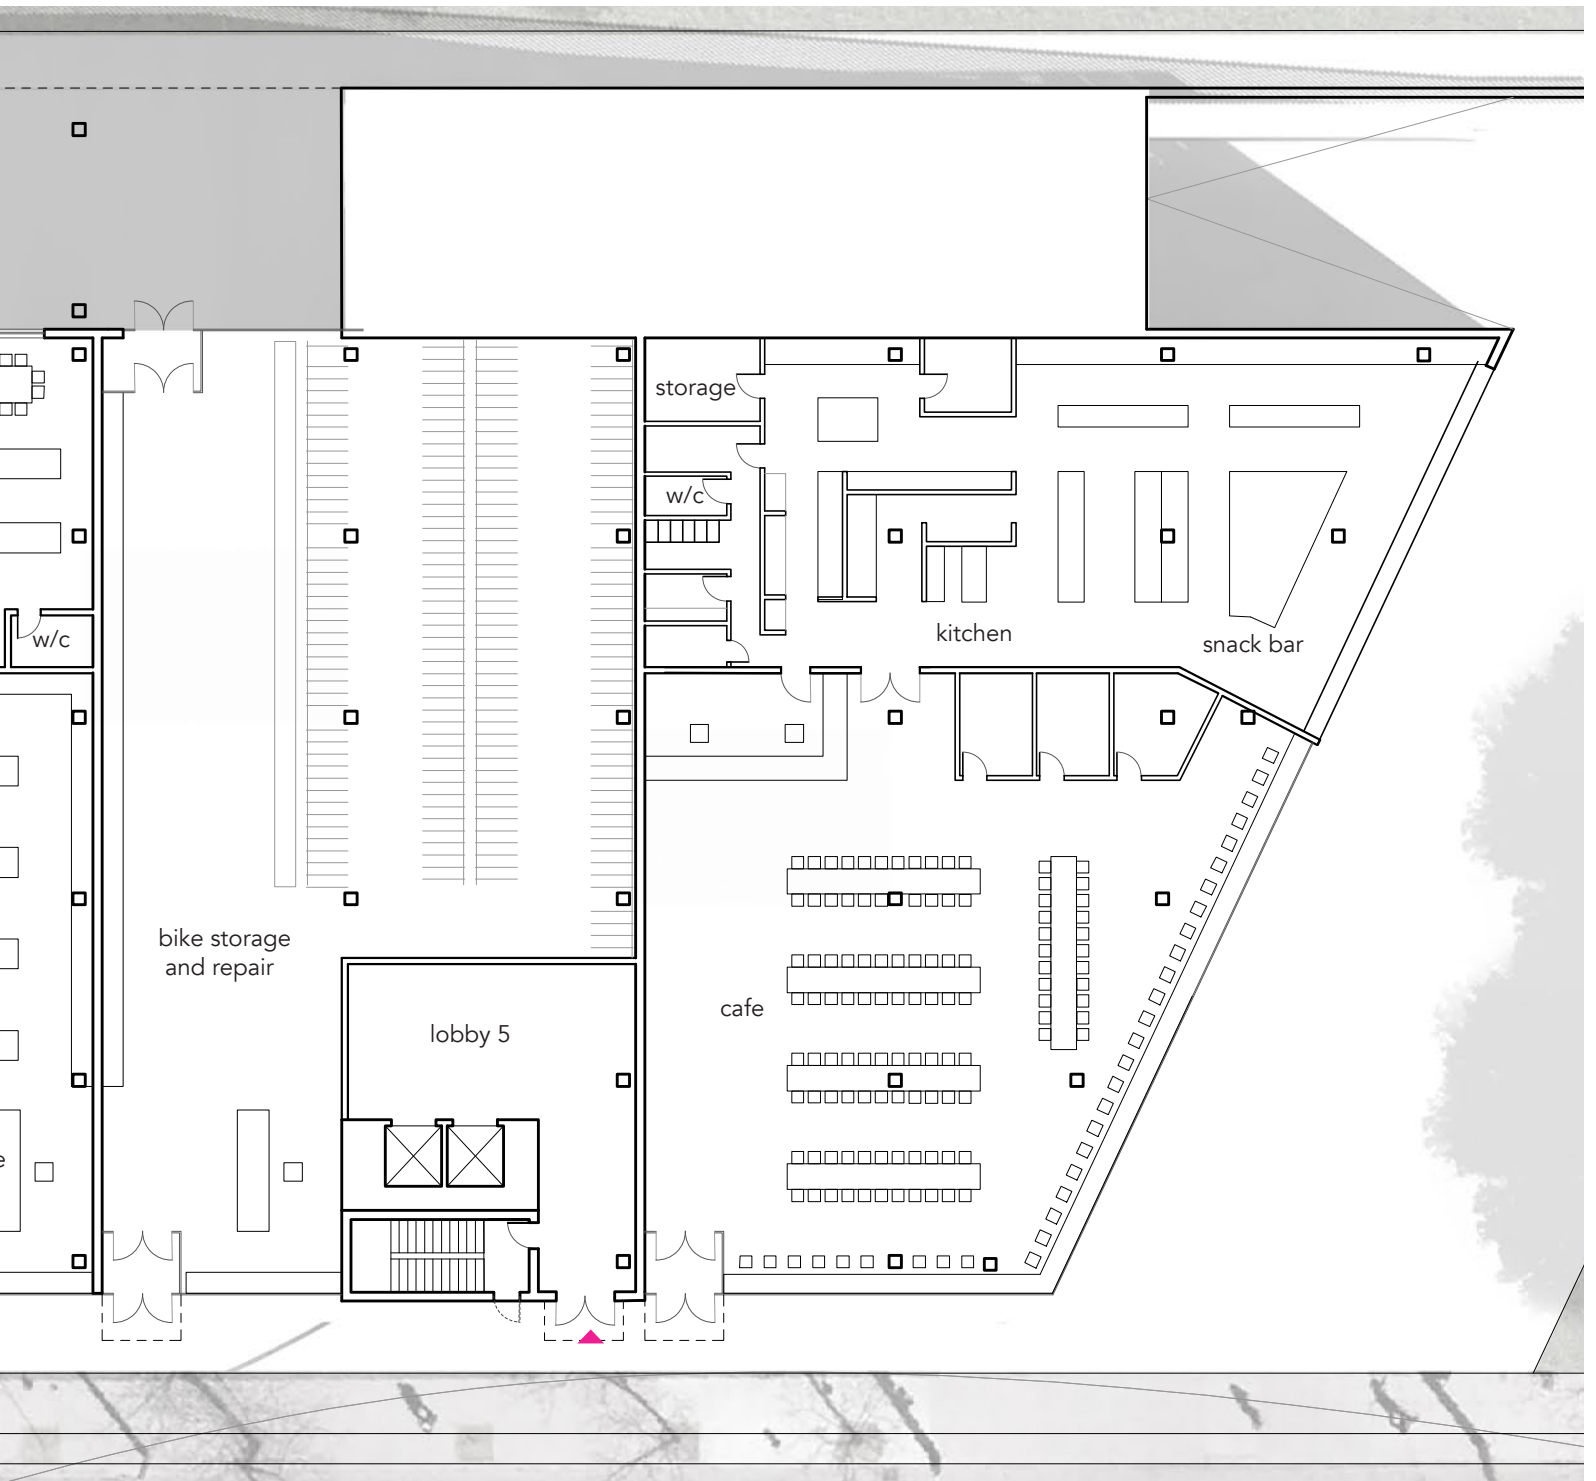 storage
w/c
kitchen
w/c
snack bar
bike storage
and repair
cafe
lobby 5
e